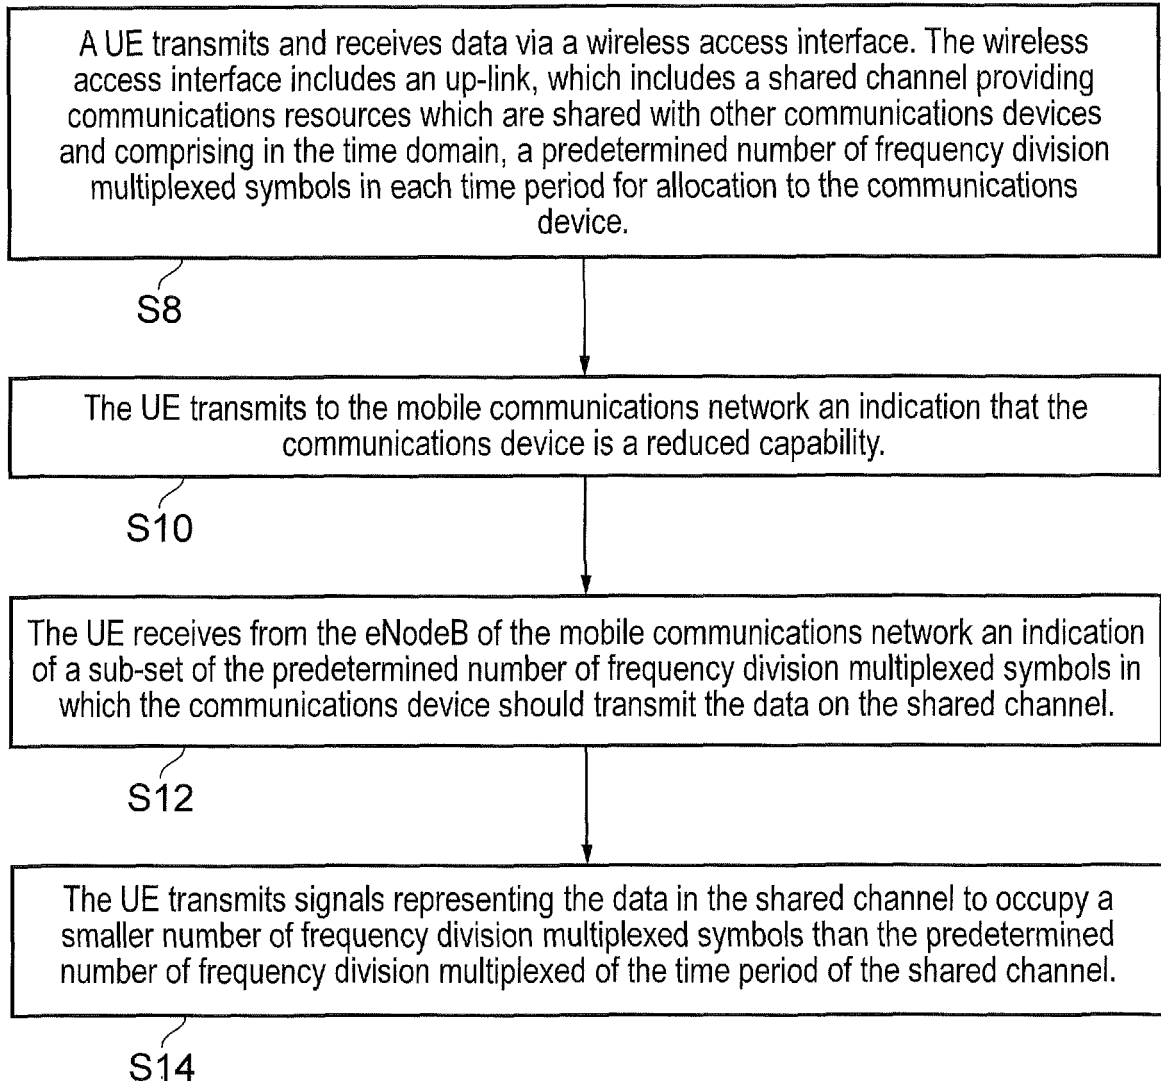 A UE transmits and receives data via a wireless access interface. The wireless
access interface includes an up-link, which includes a shared channel providing
communications resources which are shared with other communications devices
and comprising in the time domain, a predetermined number of frequency division
multiplexed symbols in each time period for allocation to the communications
device.
S8
The UE transmits to the mobile communications network an indication that the
communications device is a reduced capability.
S10
The UE receives from the eNodeB of the mobile communications network an indication
of a sub-set of the predetermined number of frequency division multiplexed symbols in
which the communications device should transmit the data on the shared channel.
S12
The UE transmits signals representing the data in the shared channel to occupy a
smaller number of frequency division multiplexed symbols than the predetermined
number of frequency division multiplexed of the time period of the shared channel.
S14